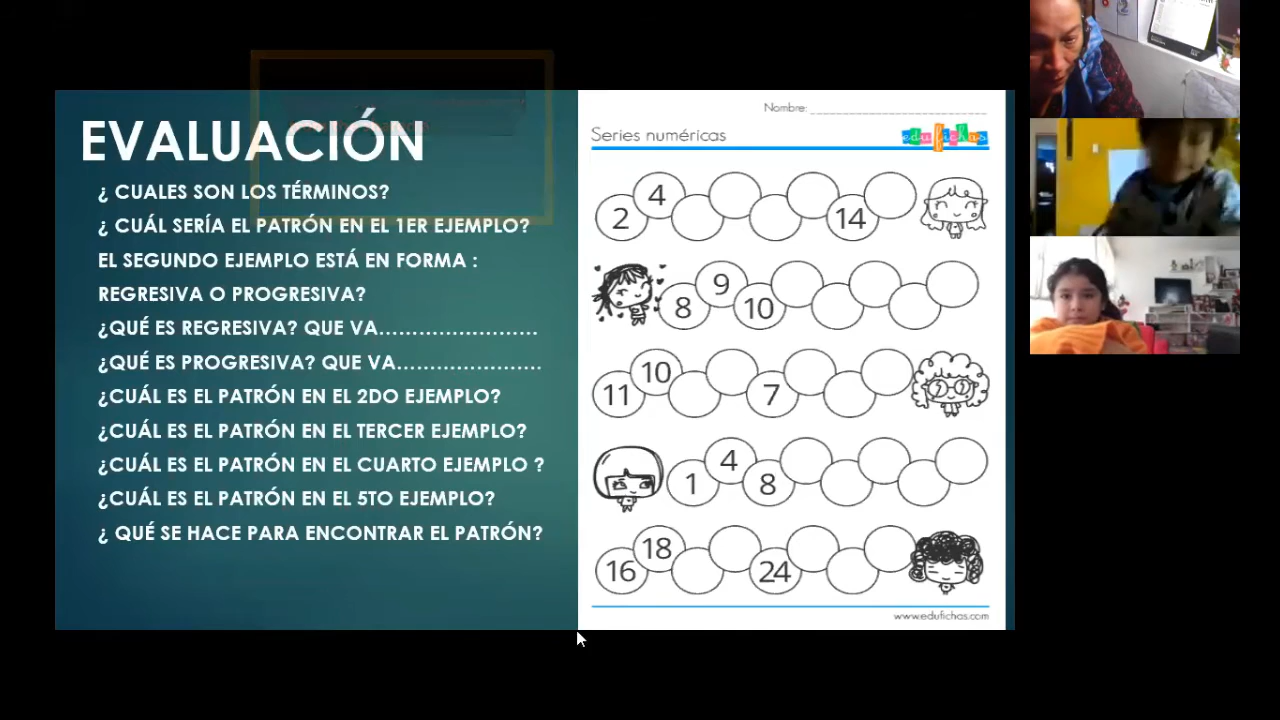 EVALUACIÓN
¿ CUALES SON LOS TÉRMINOS?
¿ CUÁL SERÍA EL PATRÓN EN EL 1ER EJEMPLO?
EL SEGUNDO EJEMPLO ESTÁ EN FORMA :
REGRESIVA O PROGRESIVA?
¿QUÉ ES REGRESIVA? QUE VA........................
¿QUÉ ES PROGRESIVA? QUE VA......................
¿CUÁL ES EL PATRÓN EN EL 2DO EJEMPLO?
¿CUÁL ES EL PATRÓN EN EL TERCER EJEMPLO?
¿CUÁL ES EL PATRÓN EN EL CUARTO EJEMPLO ?
¿CUÁL ES EL PATRÓN EN EL 5TO EJEMPLO?
¿ QUÉ SE HACE PARA ENCONTRAR EL PATRÓN?
Nombre:
Series numéricas
edufichas
2 4 14
8 9 10
11 10 7
1 4 8
16 18 24
www.edufichas.com